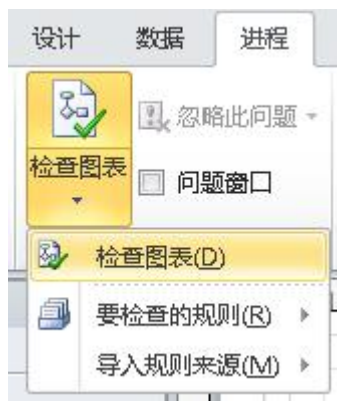 设计 数据 进程
忽略此问题
检查图表
问题窗口
检查图表(D)
要检查的规则(R)
导入规则来源(M)